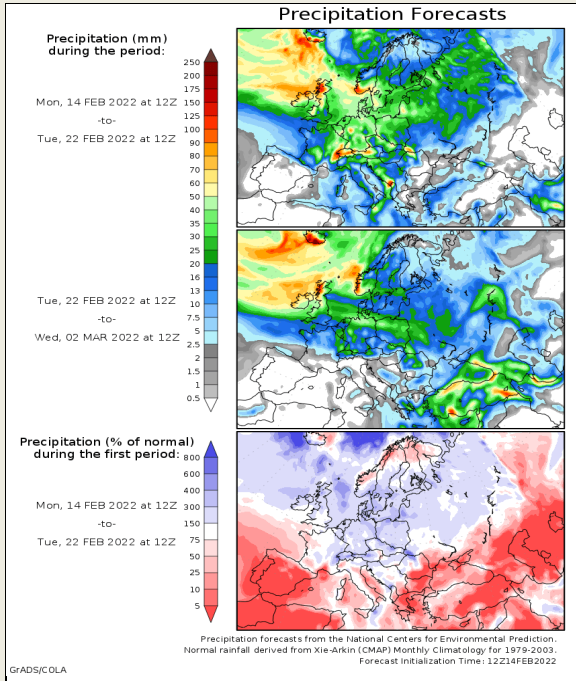 Precipitation Forecasts
Precipitation (mm)
during the period:
250
200
175
150
125
100
90
80
70
60
50
40
35
30
25
20
16
13
10
7.5
5
2.5
2
1.5
1
0.5
Mon, 14 FEB 2022 at 12Z
-to-
Tue, 22 FEB 2022 at 12Z
Tue, 22 FEB 2022 at 12Z
-to-
Wed, 02 MAR 2022 at 12Z
Precipitation (% of normal)
during the first period:
800
600
400
300
150
75
50
25
10
5
Mon, 14 FEB 2022 at 12Z
-to-
Tue, 22 FEB 2022 at 12Z
Precipitation forecasts from the National Centers for Environmental Prediction.
Normal rainfall derived from Xie-Arkin (CMAP) Monthly Climatology for 1979-2003.
Forecast Initialization Time: 12Z14FEB2022
GrADS/COLA